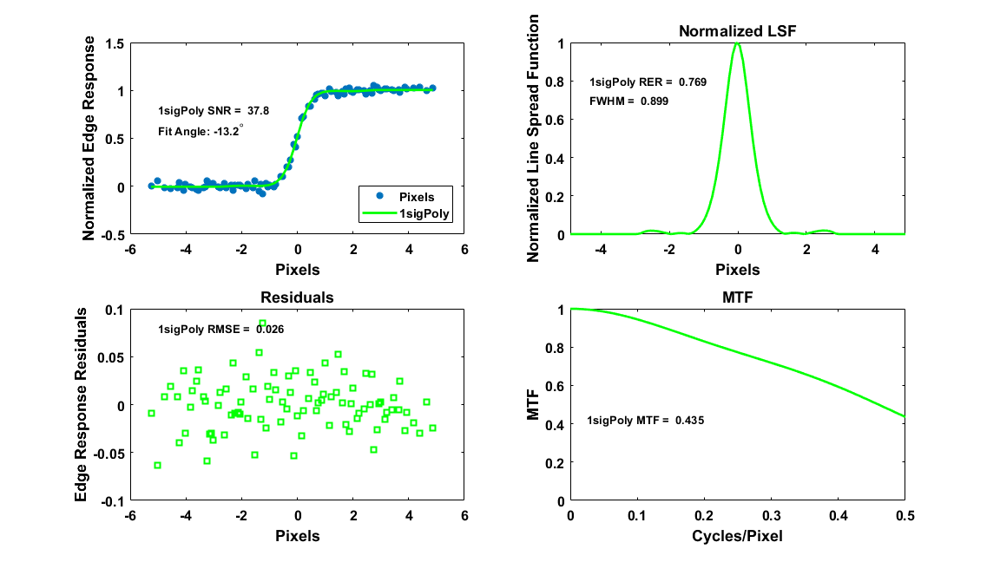 Normalized Edge Response
1.5
1
0.5
0
-0.5
1sigPoly SNR = 37.8
Fit Angle: -13.2°
Pixels
1sigPoly
-6
-4
-2
0
2
4
6
Pixels
Normalized LSF
Normalized Line Spread Function
1
0.8
0.6
0.4
0.2
0
1sigPoly RER = 0.769
FWHM = 0.899
-4
-2
0
2
4
Pixels
Residuals
Edge Response Residuals
0.1
0.05
0
-0.05
-0.1
1sigPoly RMSE = 0.026
-6
-4
-2
0
2
4
6
Pixels
MTF
MTF
1
0.8
0.6
0.4
0.2
0
1sigPoly MTF = 0.435
0
0.1
0.2
0.3
0.4
0.5
Cycles/Pixel